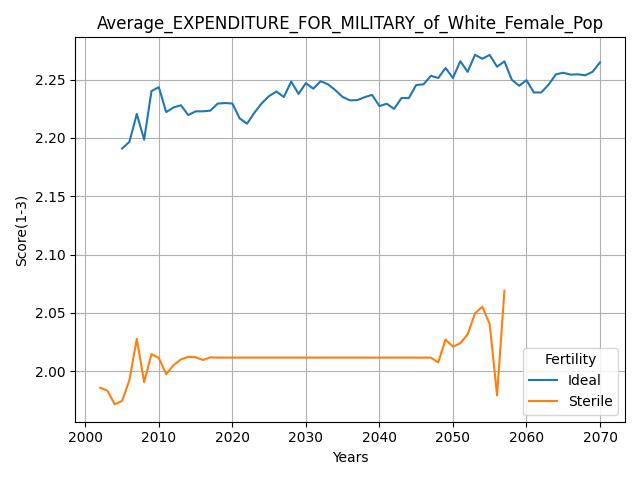 Average_EXPENDITURE_FOR_MILITARY_of_White_Female_Pop
Score(1-3)
2.25
2.20
2.15
2.10
2.05
2.00
2000 2010 2020 2030 2040 2050 2060 2070
Years
Fertility
Ideal
Sterile